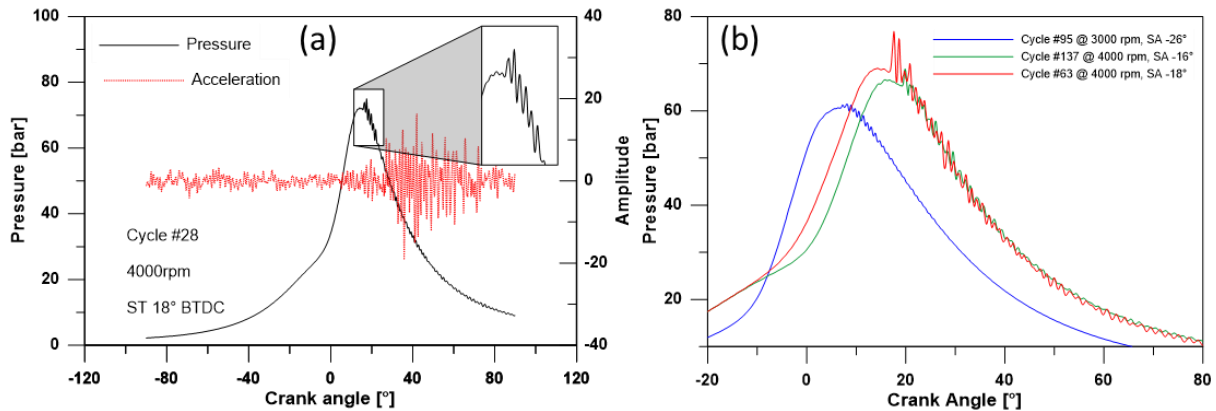 (a)
Pressure
Acceleration
Cycle #28
4000rpm
ST 18° BTDC
Pressure [bar]
100
80
60
40
20
0
Amplitude
40
20
0
-20
-40
-120 -80 -40 0 40 80 120
Crank angle [°]
(b)
Cycle #95 @ 3000 rpm, SA -26°
Cycle #137 @ 4000 rpm, SA -16°
Cycle #63 @ 4000 rpm, SA -18°
Pressure [bar]
80
60
40
20
-20 0 20 40 60 80
Crank Angle [°]